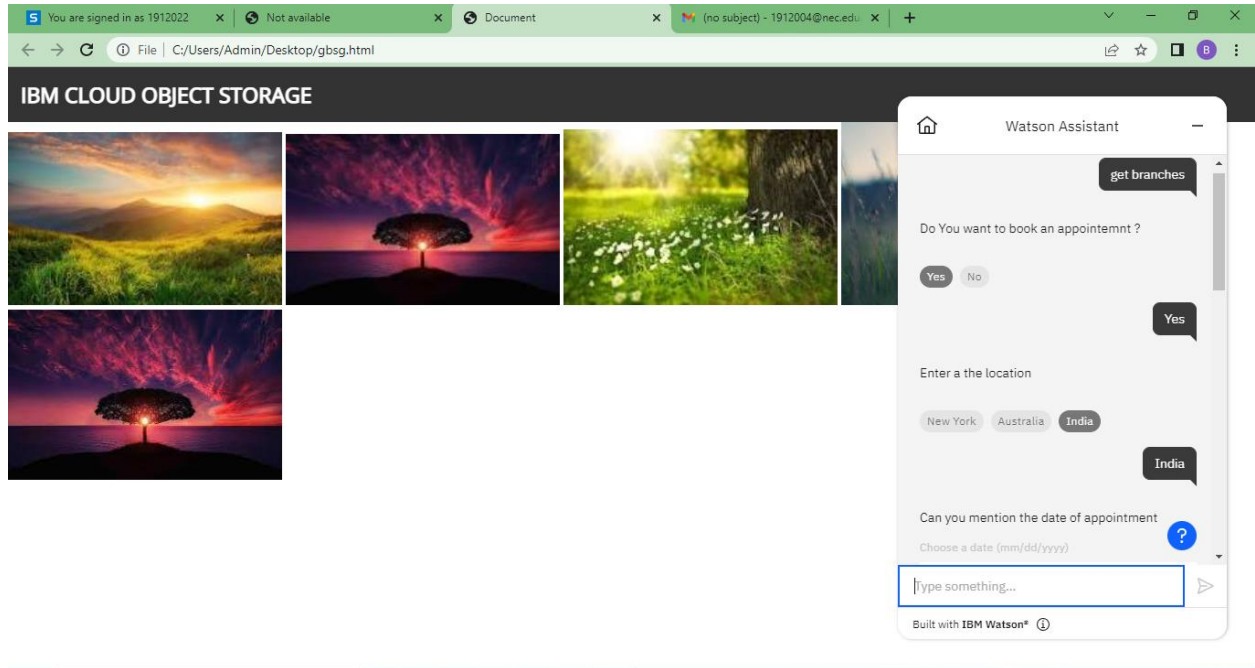 You are signed in as 1912022
Not available
Document
(no subject) - 1912004@nec.edu
File | C:/Users/Admin/Desktop/gbsg.html
B
IBM CLOUD OBJECT STORAGE
Watson Assistant
get branches
Do You want to book an appointemnt ?
Yes No
Yes
Enter a the location
New York Australia India
India
Can you mention the date of appointment
Choose a date (mm/dd/yyyy)
?
Type something...
Built with IBM Watson®